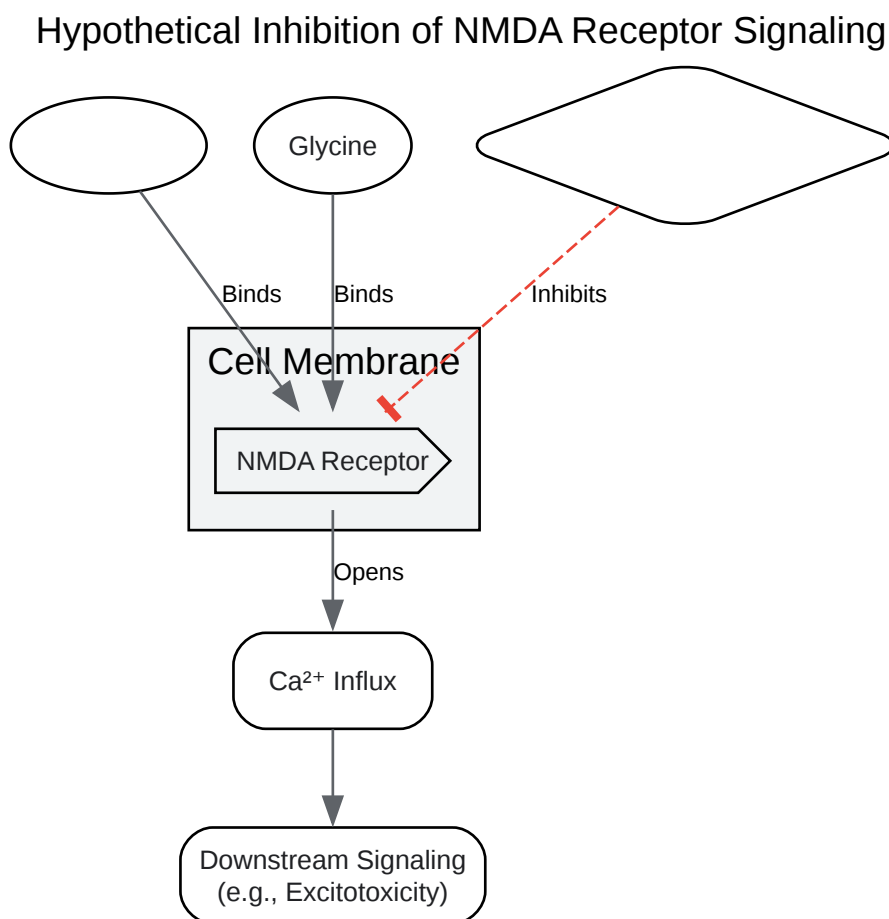 Hypothetical Inhibition of NMDA Receptor Signaling
Glycine
Binds
Binds
Inhibits
Cell Membrane
NMDA Receptor
Opens
Ca²⁺ Influx
Downstream Signaling
(e.g., Excitotoxicity)